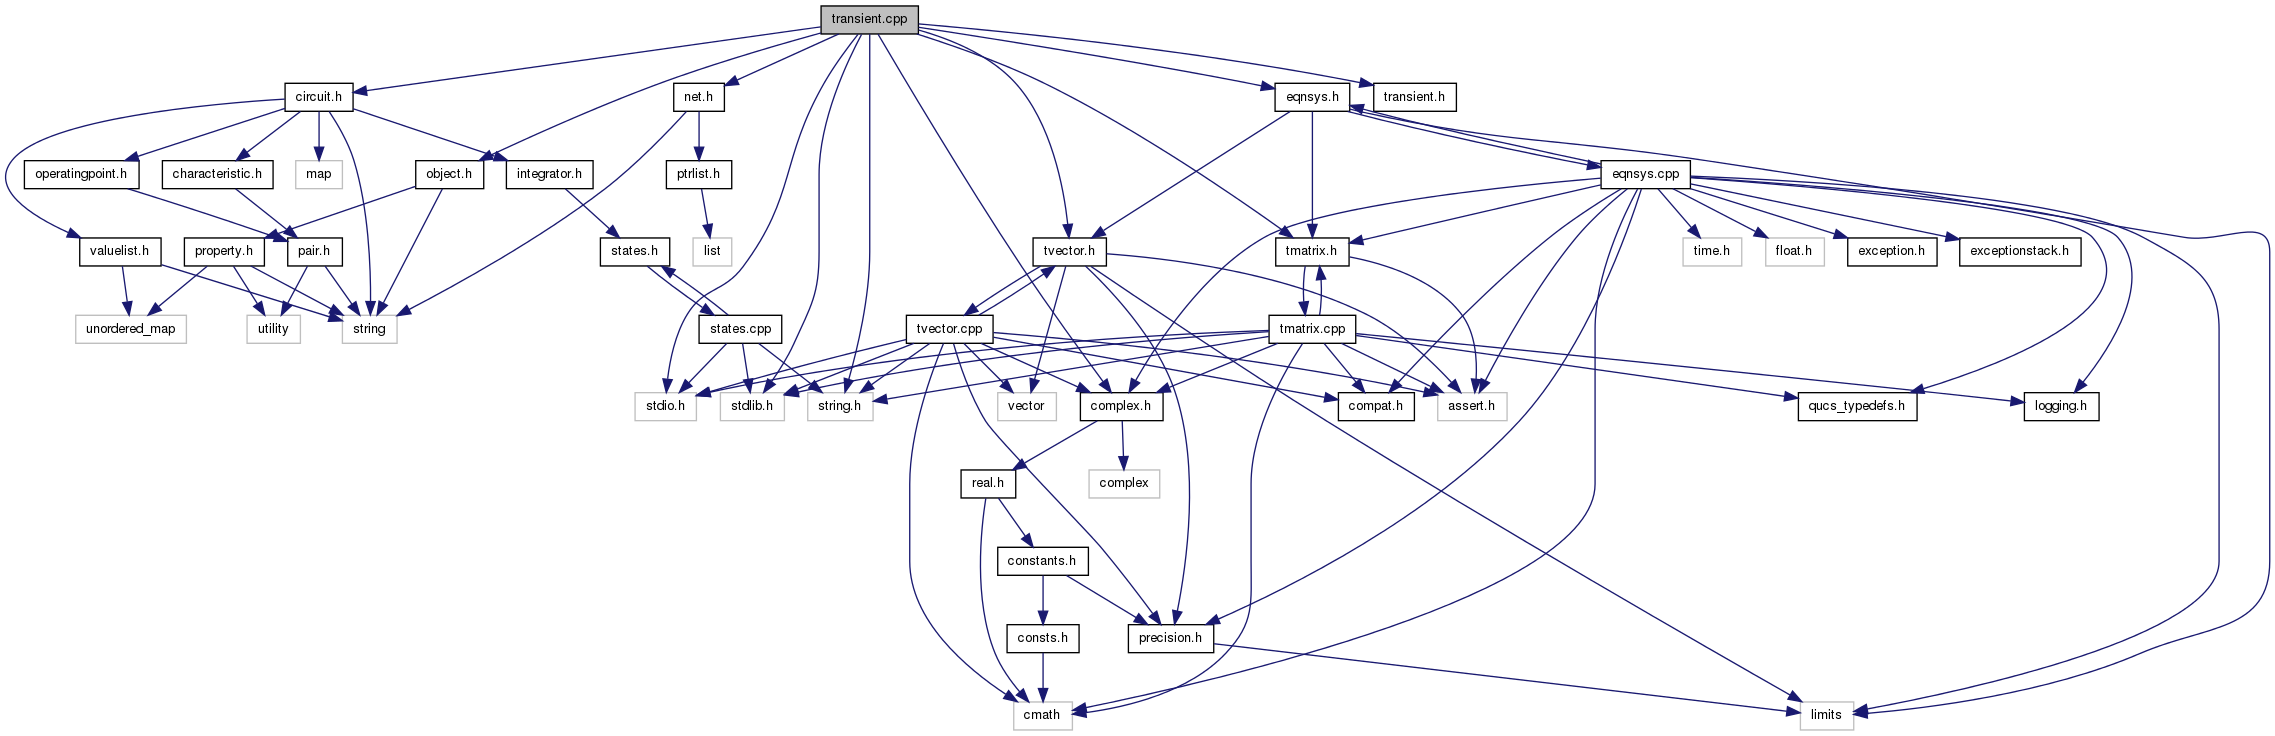 transient.cpp
circuit.h
net.h
eqnsys.h
transient.h
operatingpoint.h
characteristic.h
map
object.h
integrator.h
ptrlist.h
eqnsys.cpp
valuelist.h
property.h
pair.h
states.h
list
tvector.h
tmatrix.h
time.h
float.h
exception.h
exceptionstack.h
unordered_map
utility
string
states.cpp
tvector.cpp
tmatrix.cpp
stdio.h
stdlib.h
string.h
vector
complex.h
compat.h
assert.h
qucs_typedefs.h
logging.h
real.h
complex
constants.h
consts.h
precision.h
cmath
limits